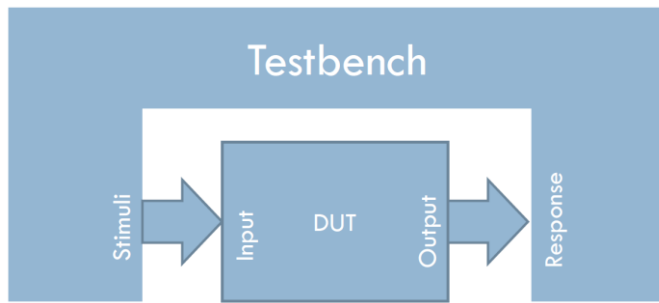 Testbench
Stimuli
Input
DUT
Output
Response